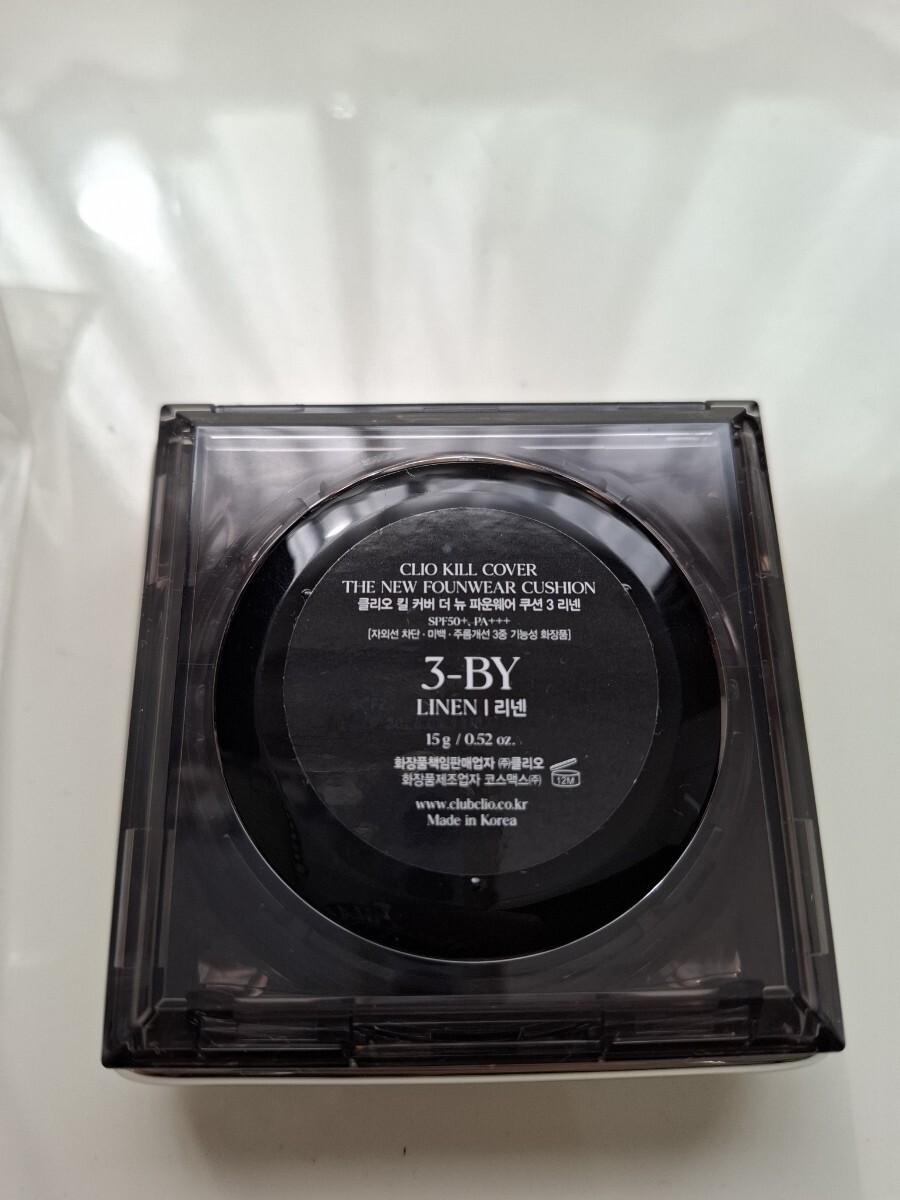 CLIO KILL COVER
THE NEW FOUNWEAR CUSHION
클리오 킬 커버 더 뉴 파운웨어 쿠션 3 리넨
SPF50+, PA+++
[자외선 차단 · 미백 · 주름개선 3중 기능성 화장품]
3-BY
LINEN | 리넨
15 g / 0.52 oz.
화장품책임판매업자 ㈜클리오
화장품제조업자 코스맥스㈜
12M
www.clubclio.co.kr
Made in Korea